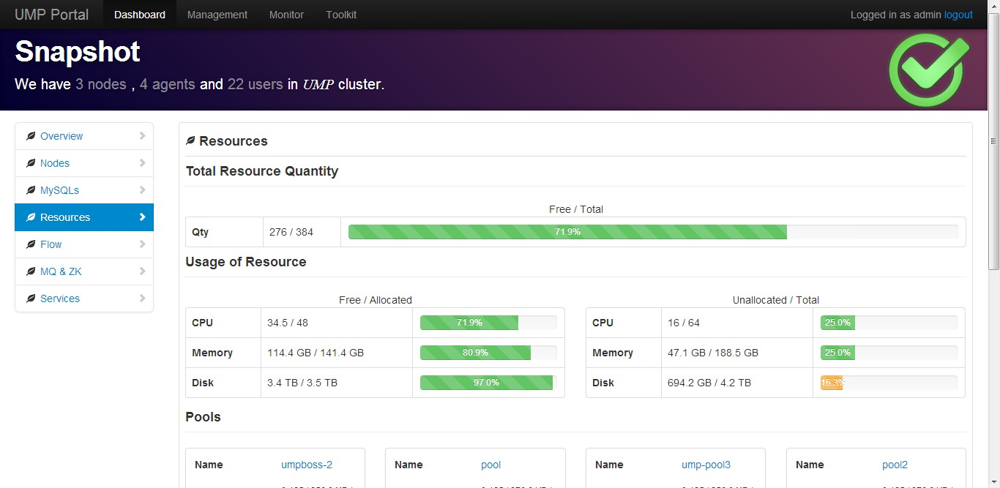 UMP Portal Dashboard Management Monitor Toolkit Logged in as admin logout
Snapshot
We have 3 nodes , 4 agents and 22 users in UMP cluster.
Overview
Nodes
MySQLs
Resources
Flow
MQ & ZK
Services
Resources
Total Resource Quantity
Free / Total
Qty 276 / 384 71.9%
Usage of Resource
Free / Allocated
CPU 34.5 / 48 71.9%
Memory 114.4 GB / 141.4 GB 80.9%
Disk 3.4 TB / 3.5 TB 97.0%
Unallocated / Total
CPU 16 / 64 25.0%
Memory 47.1 GB / 188.5 GB 25.0%
Disk 694.2 GB / 4.2 TB 16.3%
Pools
Name umpboss-2
Name pool
Name ump-pool3
Name pool2